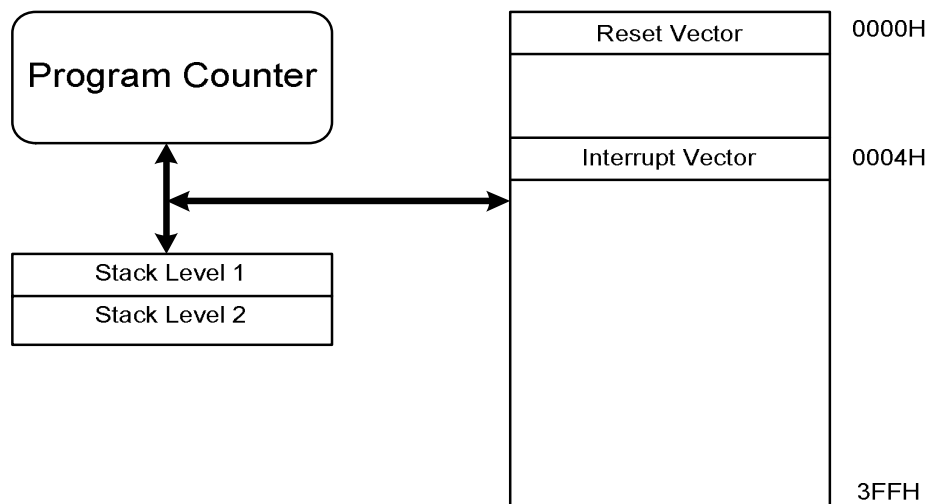 Program Counter
Stack Level 1
Stack Level 2
Reset Vector 0000H
Interrupt Vector 0004H
3FFH